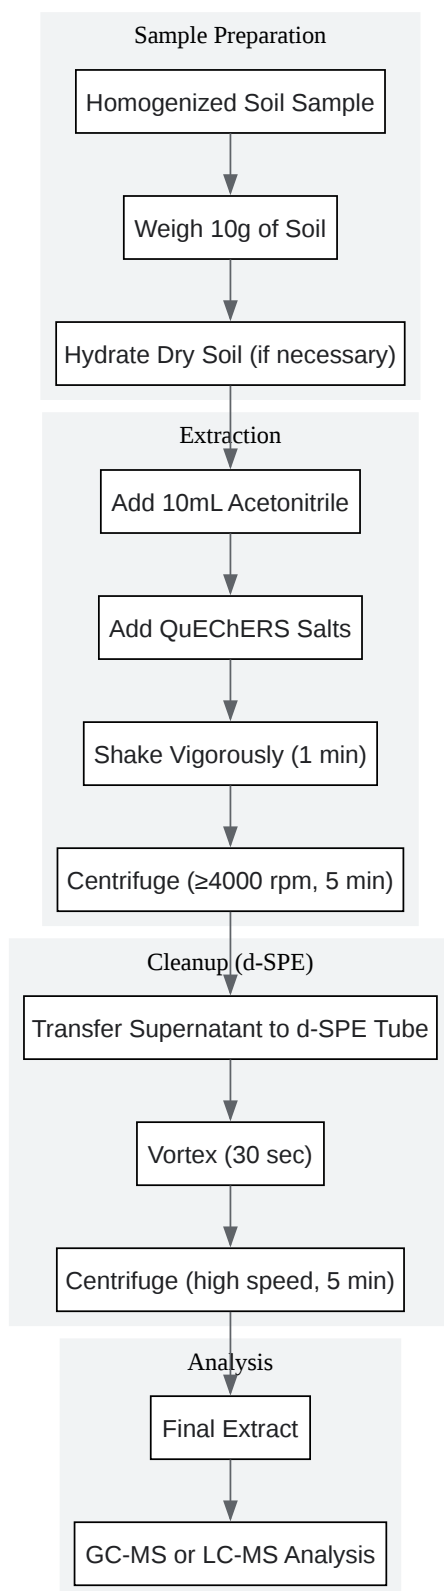 Sample Preparation
Homogenized Soil Sample
Weigh 10g of Soil
Hydrate Dry Soil (if necessary)
Extraction
Add 10mL Acetonitrile
Add QuEChERS Salts
Shake Vigorously (1 min)
Centrifuge (≥4000 rpm, 5 min)
Cleanup (d-SPE)
Transfer Supernatant to d-SPE Tube
Vortex (30 sec)
Centrifuge (high speed, 5 min)
Analysis
Final Extract
GC-MS or LC-MS Analysis